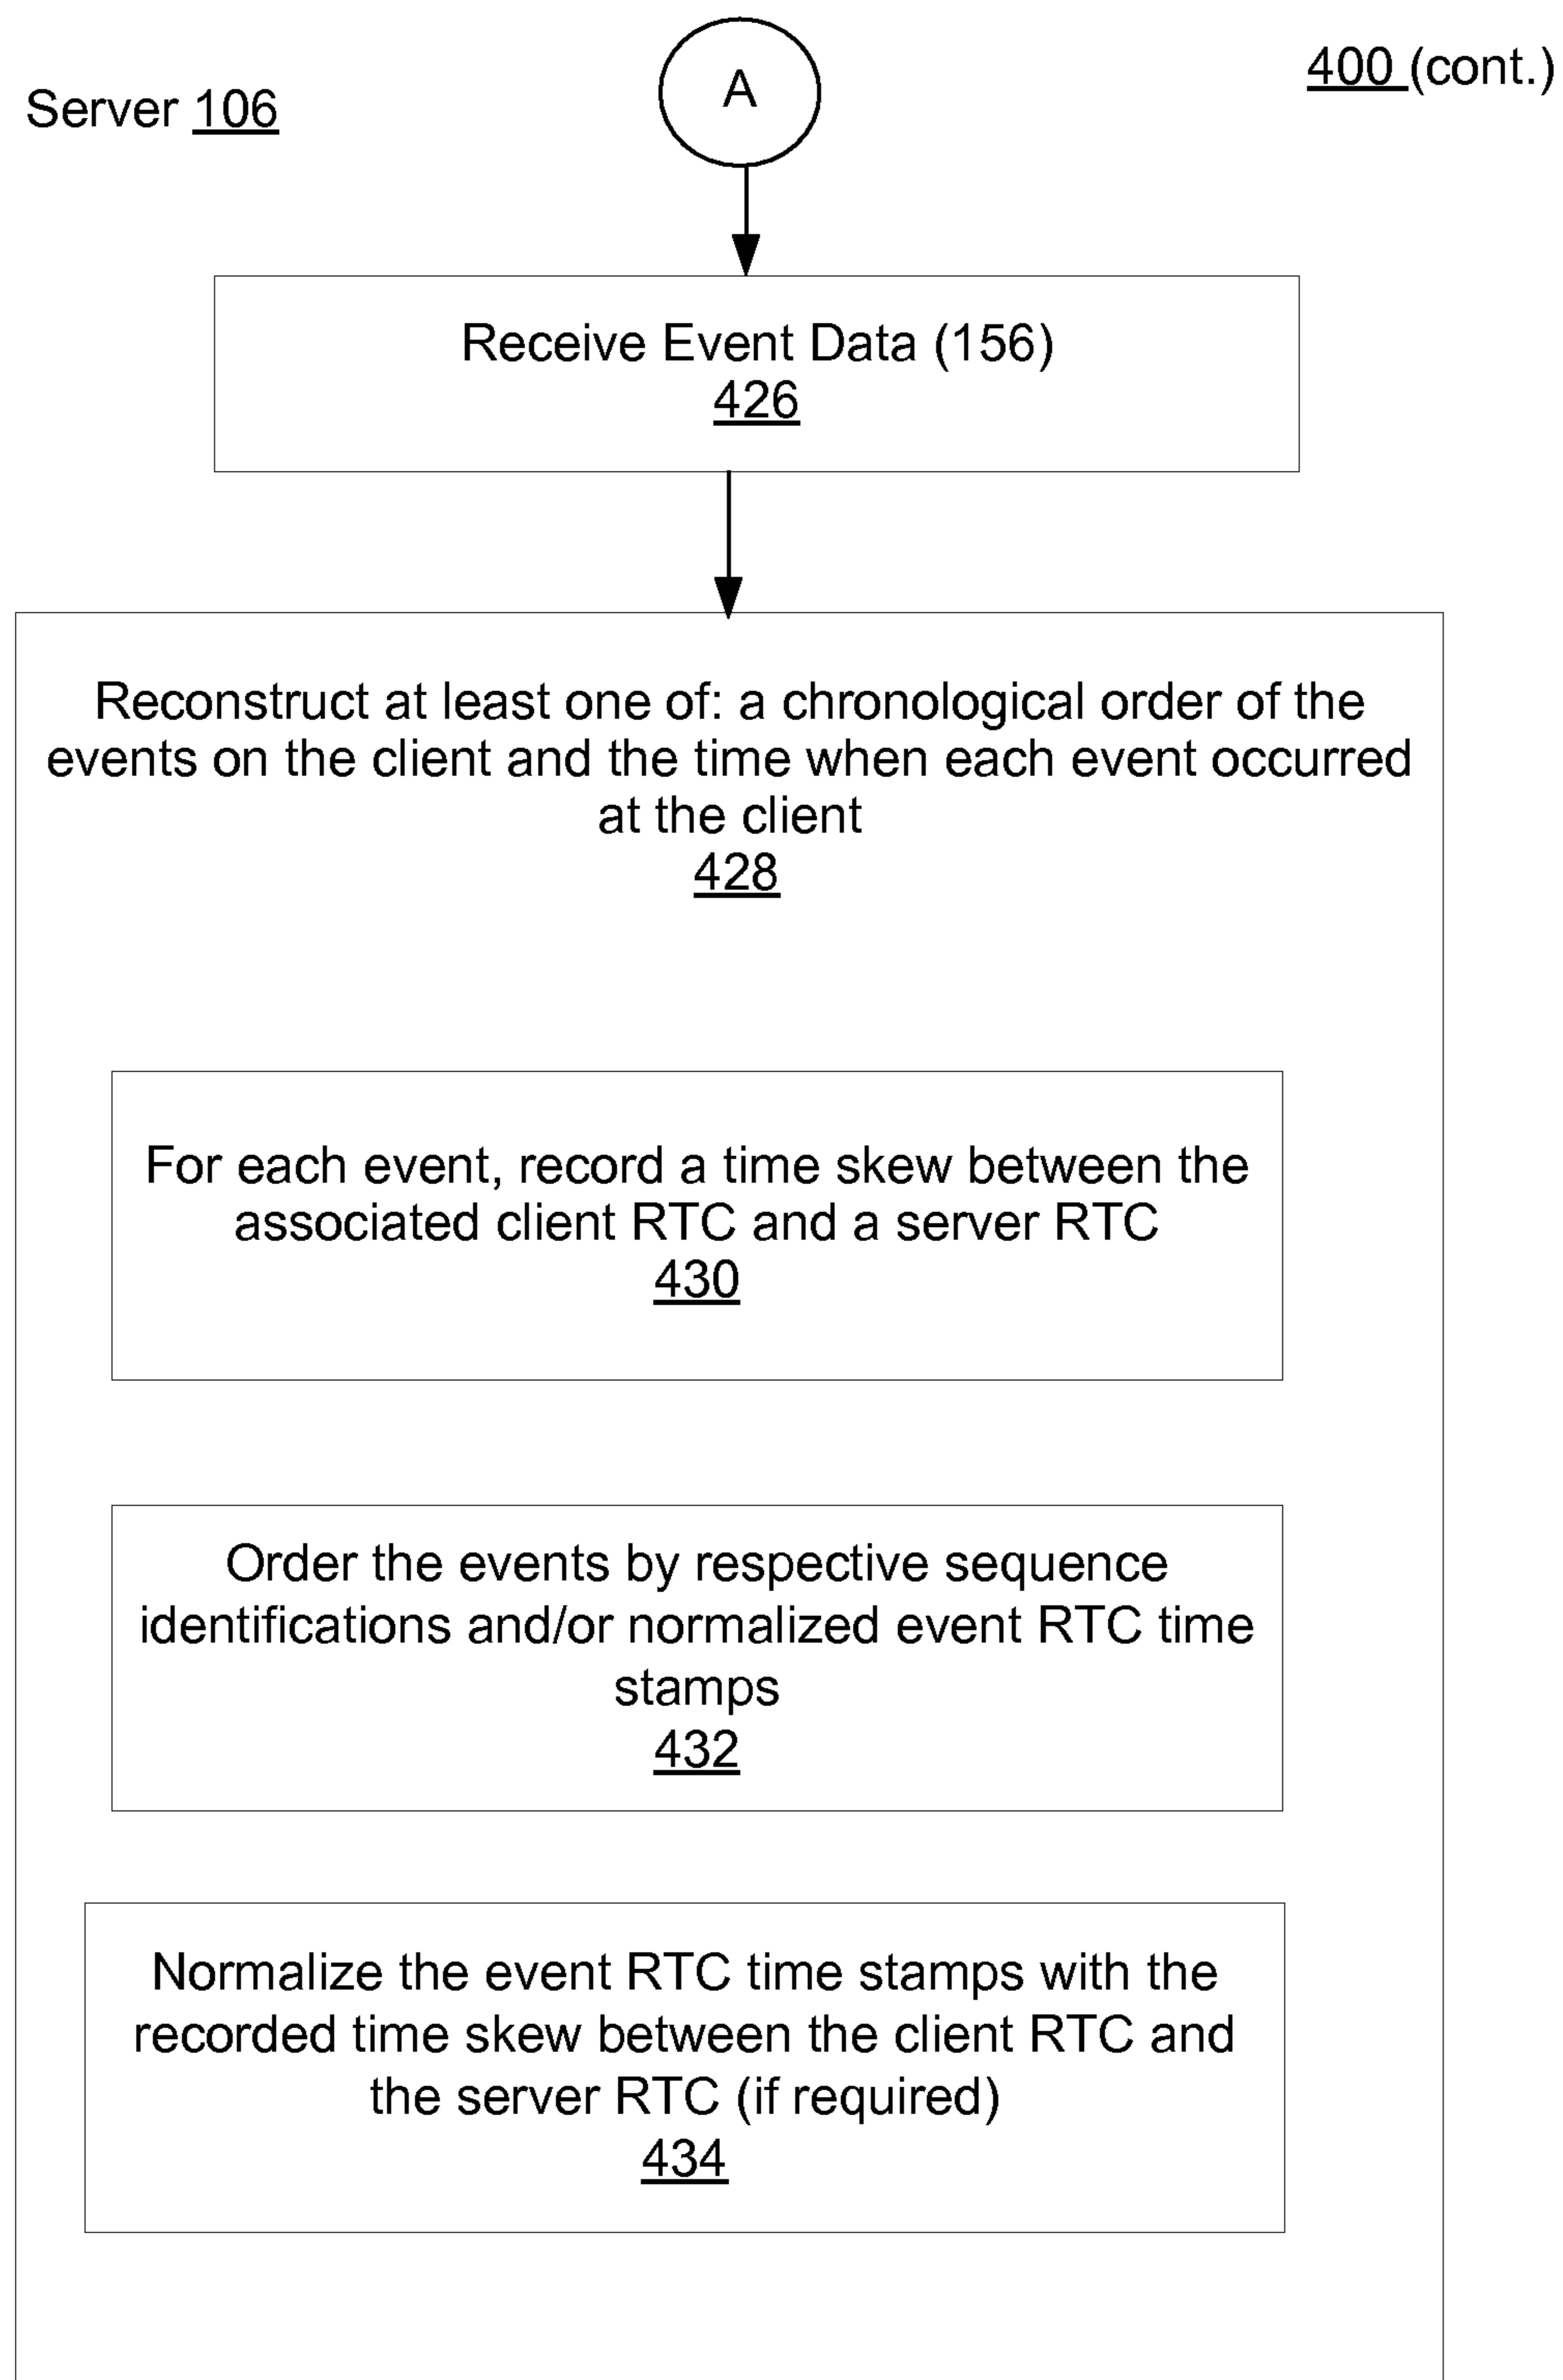 400 (cont.)
Server 106
A
Receive Event Data (156)
426
Reconstruct at least one of: a chronological order of the
events on the client and the time when each event occurred
at the client
428
For each event, record a time skew between the
associated client RTC and a server RTC
430
Order the events by respective sequence
identifications and/or normalized event RTC time
stamps
432
Normalize the event RTC time stamps with the
recorded time skew between the client RTC and
the server RTC (if required)
434